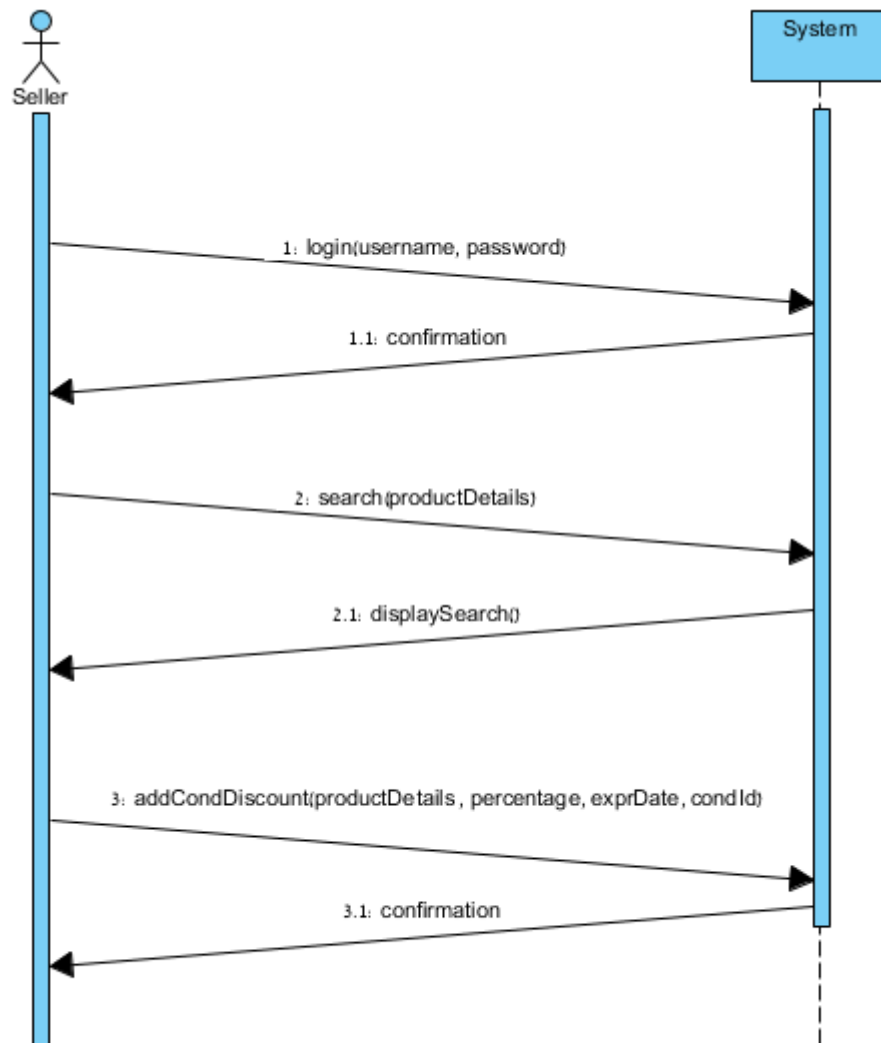 Seller
System
1: login(username, password)
1.1: confirmation
2: search(productDetails)
2.1: displaySearch()
3: addCondDiscount(productDetails, percentage, exprDate, condId)
3.1: confirmation